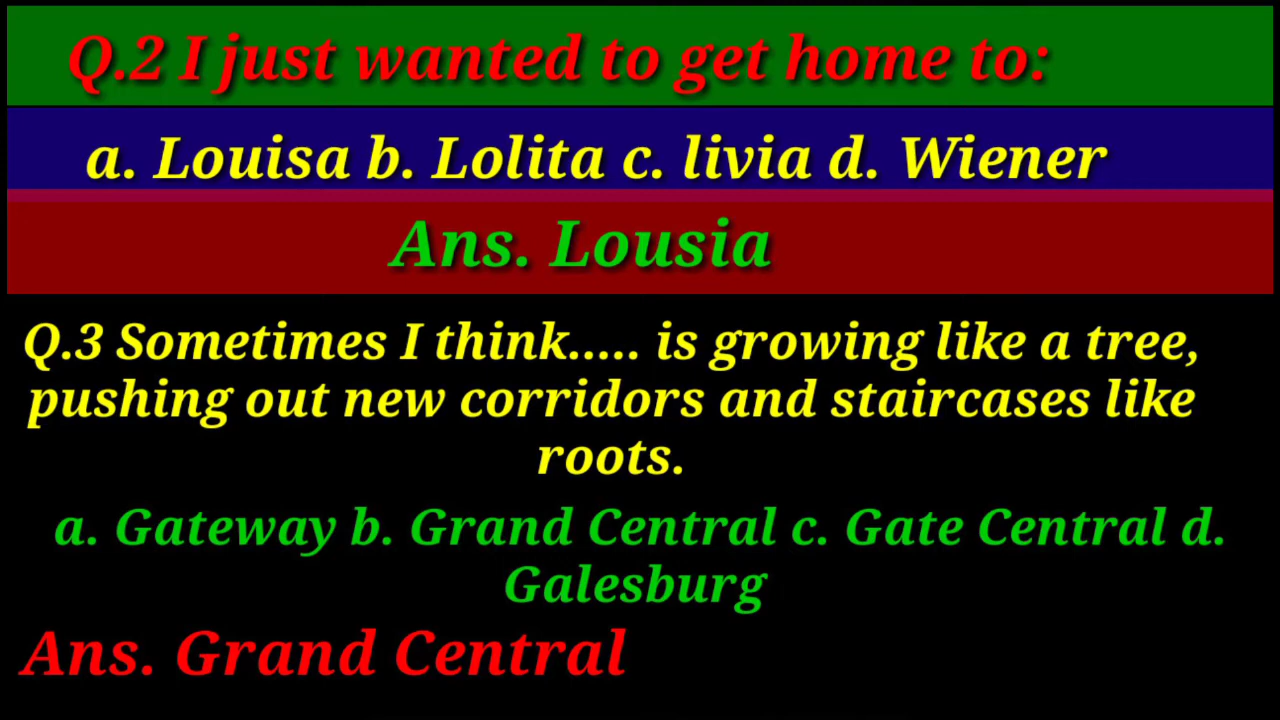 Q.2 I just wanted to get home to:
a. Louisa b. Lolita c. livia d. Wiener
Ans. Lousia
Q.3 Sometimes I think..... is growing like a tree,
pushing out new corridors and staircases like
roots.
a. Gateway b. Grand Central c. Gate Central d.
Galesburg
Ans. Grand Central